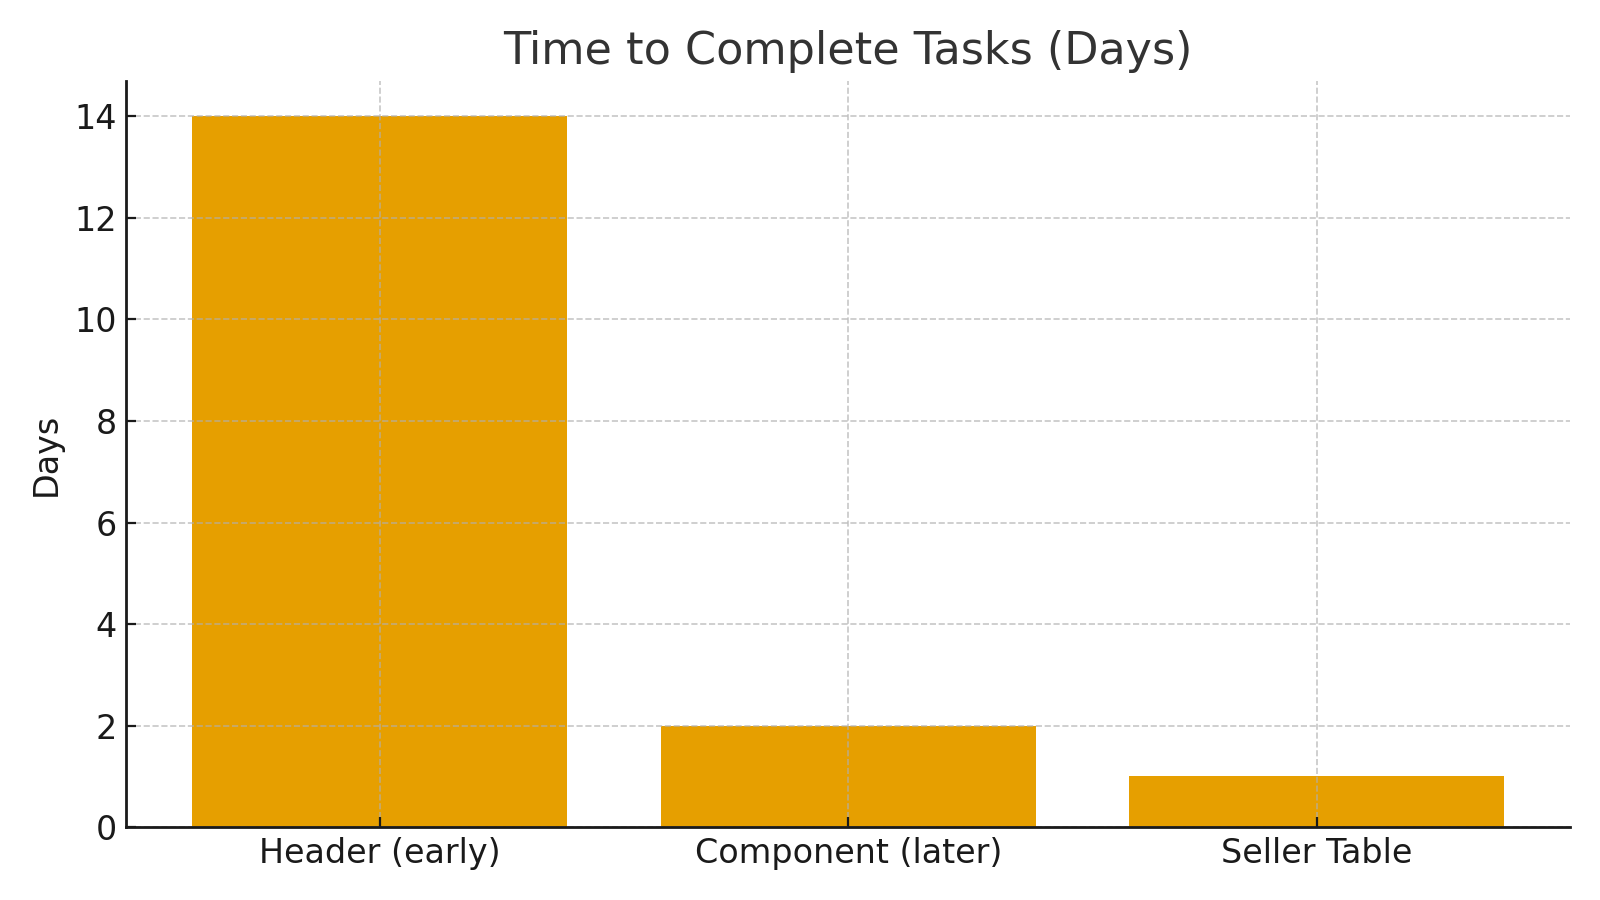 Time to Complete Tasks (Days)
14
12
10
8
6
4
2
0
Days
Header (early)
Component (later)
Seller Table